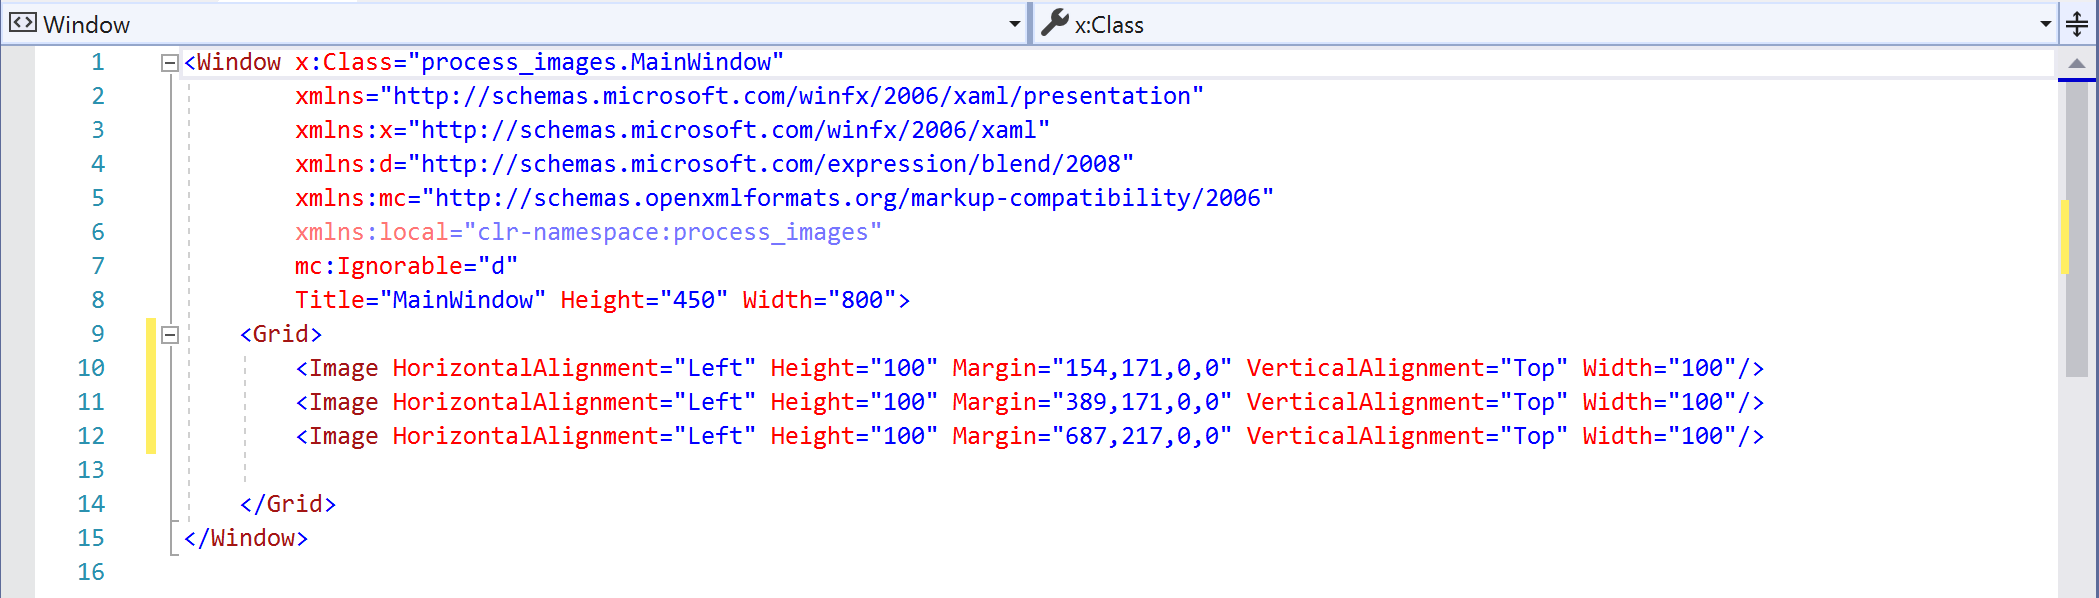 Window x:Class
1 <Window x:Class="process_images.MainWindow"
2 xmlns="http://schemas.microsoft.com/winfx/2006/xaml/presentation"
3 xmlns:x="http://schemas.microsoft.com/winfx/2006/xaml"
4 xmlns:d="http://schemas.microsoft.com/expression/blend/2008"
5 xmlns:mc="http://schemas.openxmlformats.org/markup-compatibility/2006"
6 xmlns:local="clr-namespace:process_images"
7 mc:Ignorable="d"
8 Title="MainWindow" Height="450" Width="800">
9 <Grid>
10 <Image HorizontalAlignment="Left" Height="100" Margin="154,171,0,0" VerticalAlignment="Top" Width="100"/>
11 <Image HorizontalAlignment="Left" Height="100" Margin="389,171,0,0" VerticalAlignment="Top" Width="100"/>
12 <Image HorizontalAlignment="Left" Height="100" Margin="687,217,0,0" VerticalAlignment="Top" Width="100"/>
13
14 </Grid>
15 </Window>
16